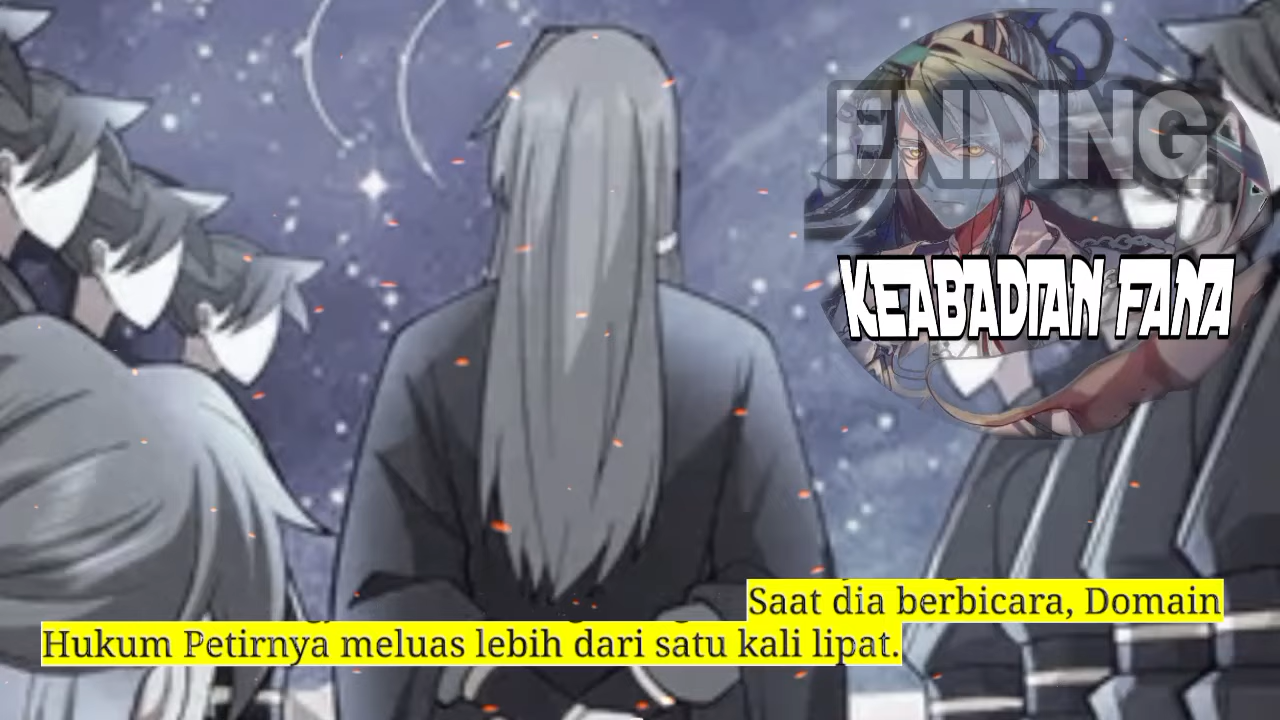 ENDING
KEABADIAN FANA
Saat dia berbicara, Domain
Hukum Petirnya meluas lebih dari satu kali lipat.